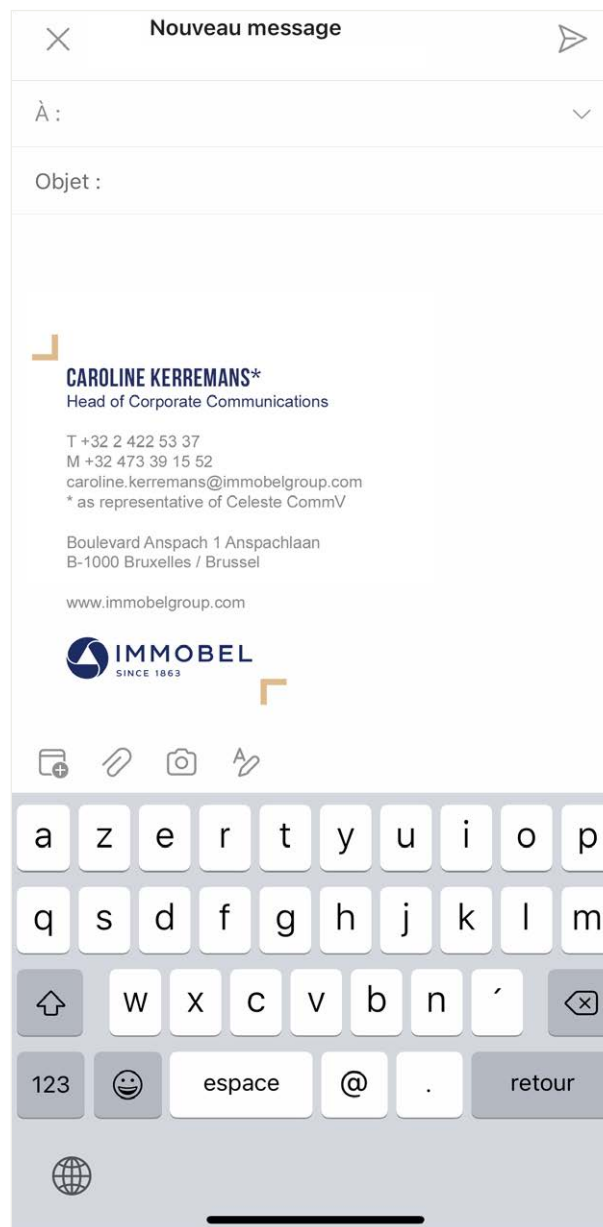 Nouveau message
À :
Objet :
CAROLINE KERREMANS*
Head of Corporate Communications
T +32 2 422 53 37
M +32 473 39 15 52
caroline.kerremans@immobelgroup.com
* as representative of Celeste CommV
Boulevard Anspach 1 Anspachlaan
B-1000 Bruxelles / Brussel
www.immobelgroup.com
IMMOBEL
SINCE 1863
a z e r t y u i o p
q s d f g h j k l m
w x c v b n ´
123 espace @ . retour